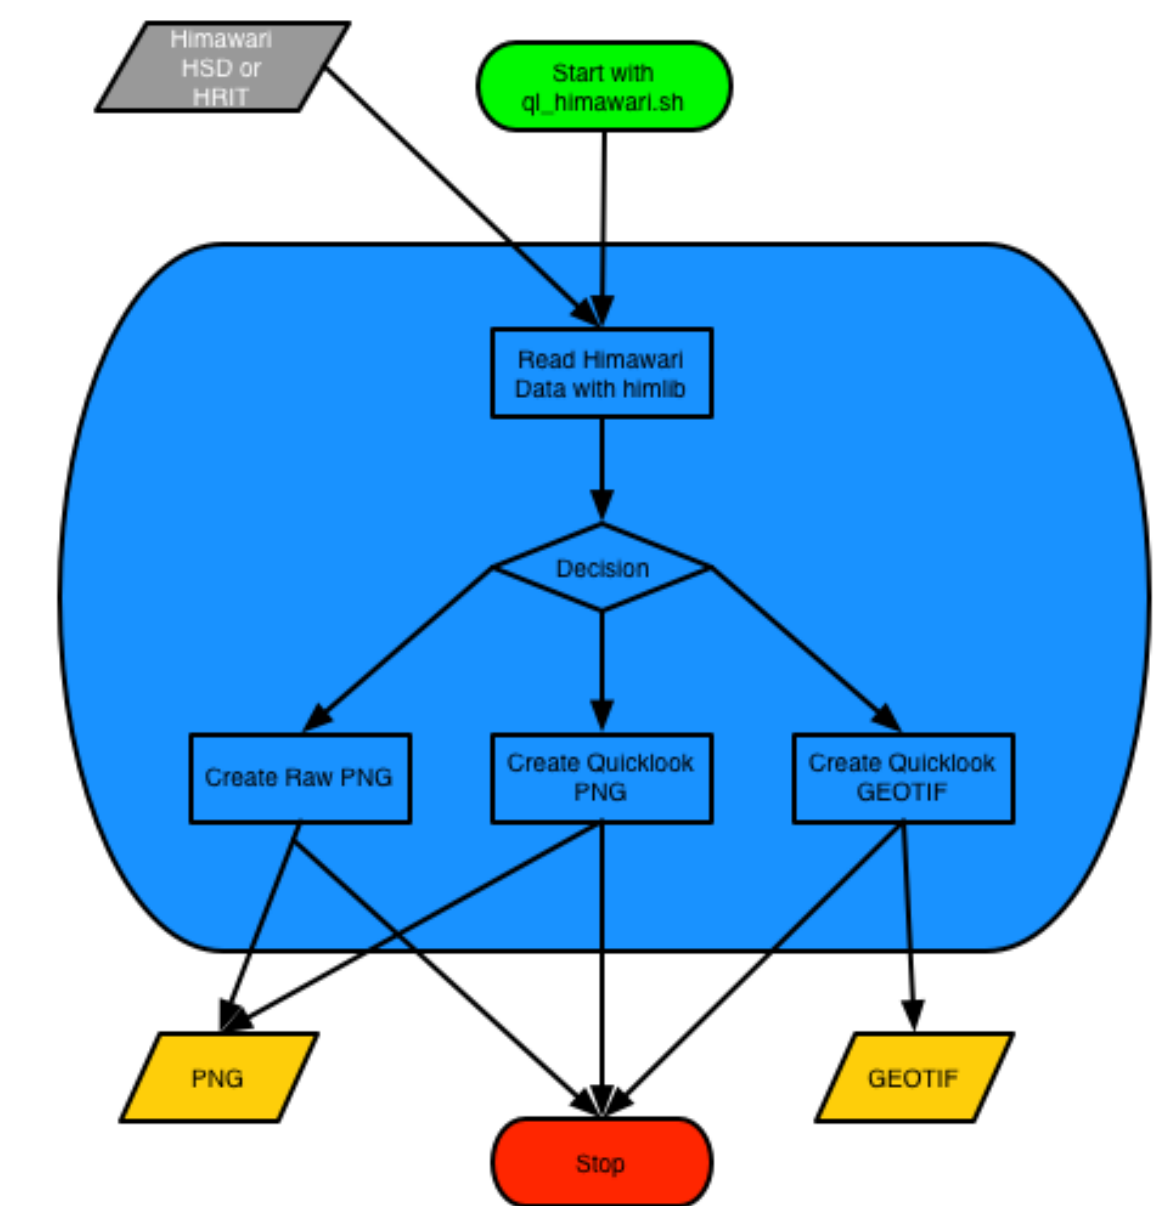 Himawari
HSD or
HRIT
Start with
ql_himawari.sh
Read Himawari
Data with himlib
Decision
Create Raw PNG
Create Quicklook
PNG
Create Quicklook
GEOTIF
PNG
GEOTIF
Stop